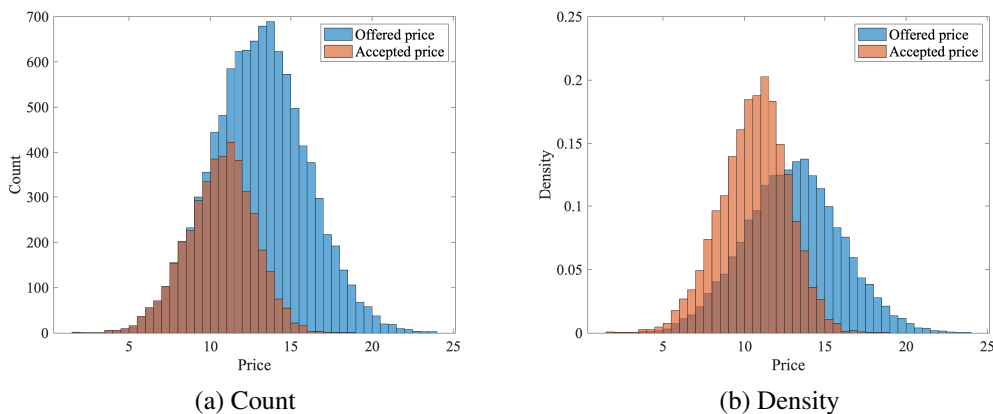 700
600
500
400
300
200
100
0
Count
5
10
15
20
25
Price
Offered price
Accepted price
(a) Count
0.25
0.2
0.15
0.1
0.05
0
Density
5
10
15
20
25
Price
Offered price
Accepted price
(b) Density